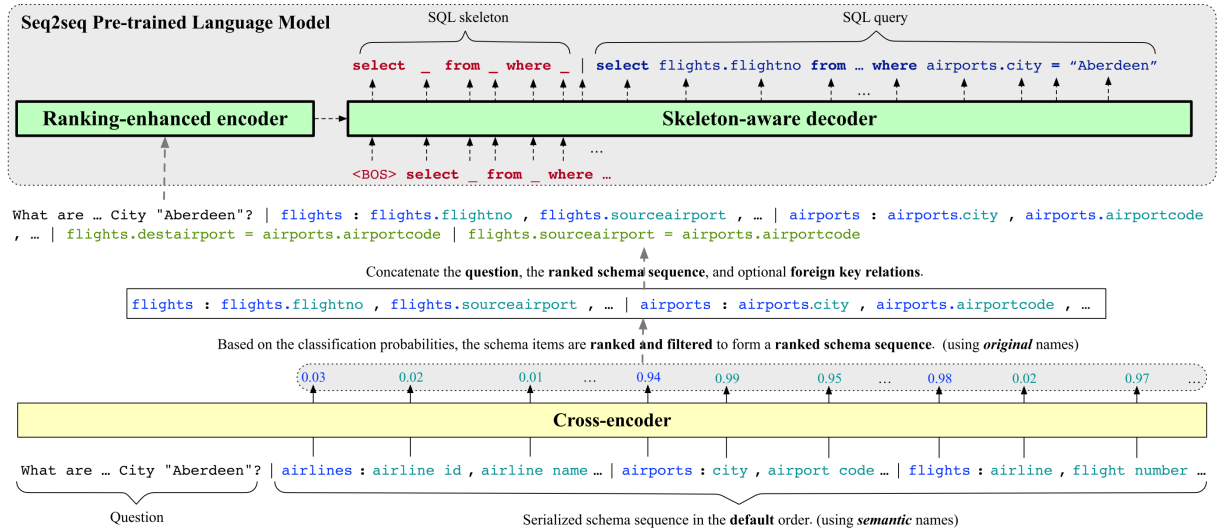 Seq2seq Pre-trained Language Model
SQL skeleton
SQL query
select _ from _ where _ | select flights.flightno from … where airports.city = “Aberdeen”
…
Ranking-enhanced encoder
Skeleton-aware decoder
…
<BOS> select _ from _ where …
What are … City "Aberdeen"? | flights : flights.flightno , flights.sourceairport , … | airports : airports.city , airports.airportcode
, … | flights.destairport = airports.airportcode | flights.sourceairport = airports.airportcode
Concatenate the question, the ranked schema sequence, and optional foreign key relations.
flights : flights.flightno , flights.sourceairport , … | airports : airports.city , airports.airportcode , …
Based on the classification probabilities, the schema items are ranked and filtered to form a ranked schema sequence. (using original names)
0.03 0.02 0.01 … 0.94 0.99 0.95 … 0.98 0.02 0.97 …
Cross-encoder
What are … City "Aberdeen"? | airlines : airline id , airline name … | airports : city , airport code … | flights : airline , flight number …
Question
Serialized schema sequence in the default order. (using semantic names)